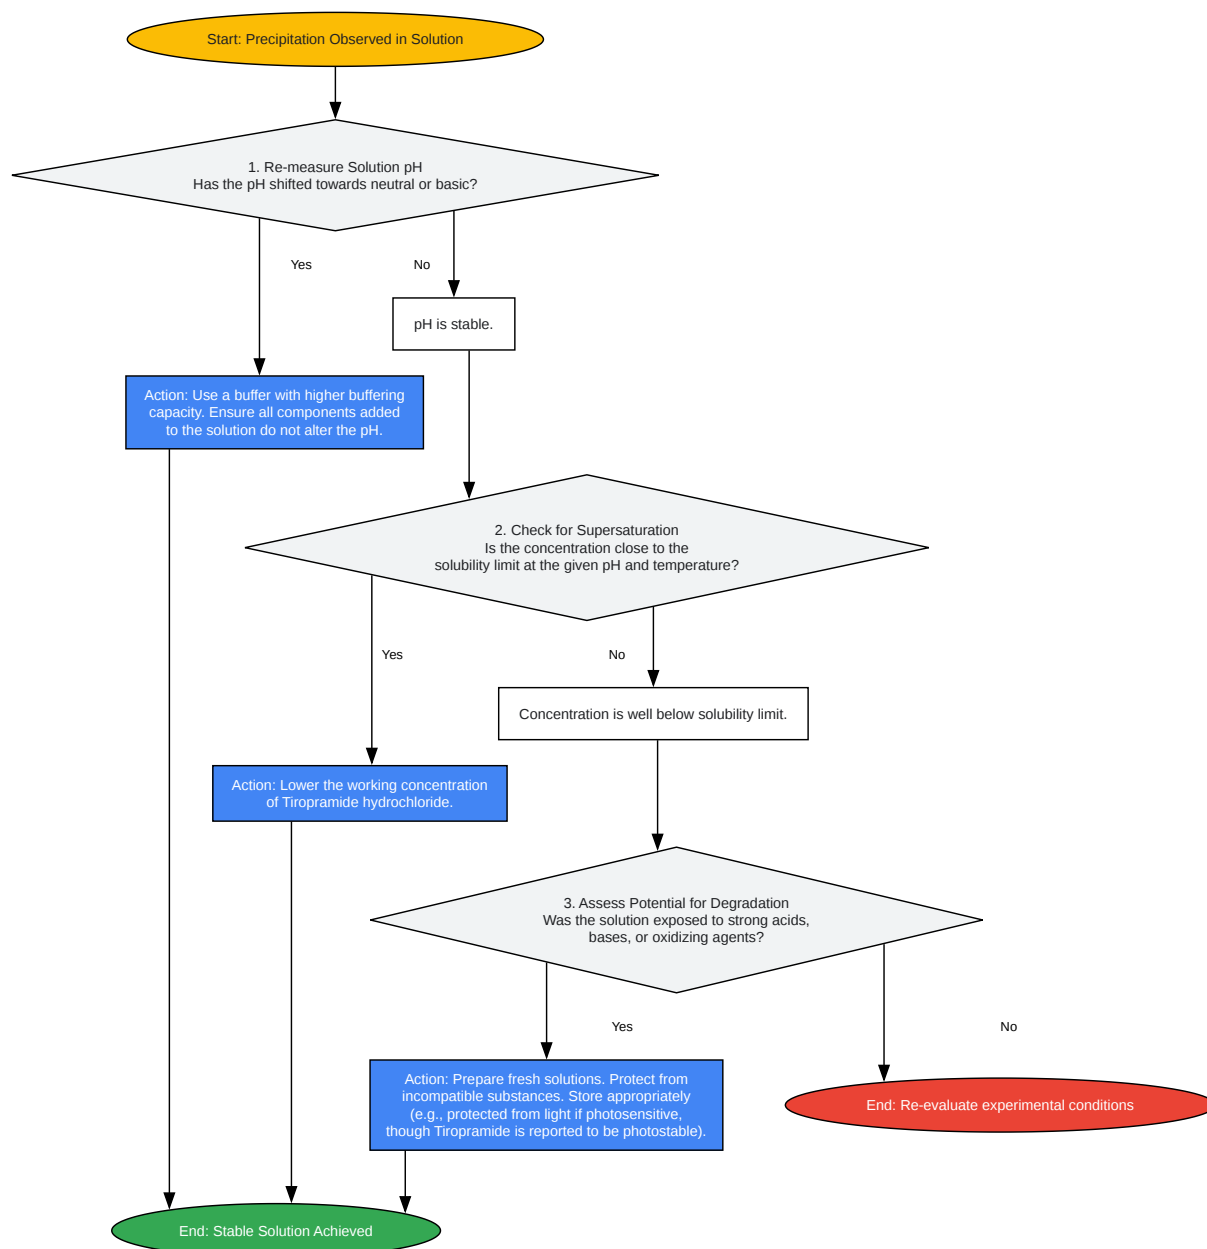 Start: Precipitation Observed in Solution
1. Re-measure Solution pH
Has the pH shifted towards neutral or basic?
Yes
No
pH is stable.
Action: Use a buffer with higher buffering
capacity. Ensure all components added
to the solution do not alter the pH.
2. Check for Supersaturation
Is the concentration close to the
solubility limit at the given pH and temperature?
Yes
No
Concentration is well below solubility limit.
Action: Lower the working concentration
of Tiropramide hydrochloride.
3. Assess Potential for Degradation
Was the solution exposed to strong acids,
bases, or oxidizing agents?
Yes
No
Action: Prepare fresh solutions. Protect from
incompatible substances. Store appropriately
(e.g., protected from light if photosensitive,
though Tiropramide is reported to be photostable).
End: Re-evaluate experimental conditions
End: Stable Solution Achieved